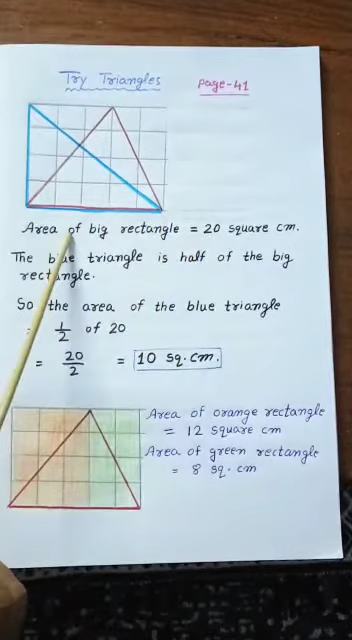 Try Triangles
Page-41
Area of big rectangle = 20 square cm.
The blue triangle is half of the big
rectangle.
So the area of the blue triangle
= 1/2 of 20
= 20/2 = 10 sq.cm.
Area of orange rectangle
= 12 square cm
Area of green rectangle
= 8 sq.cm